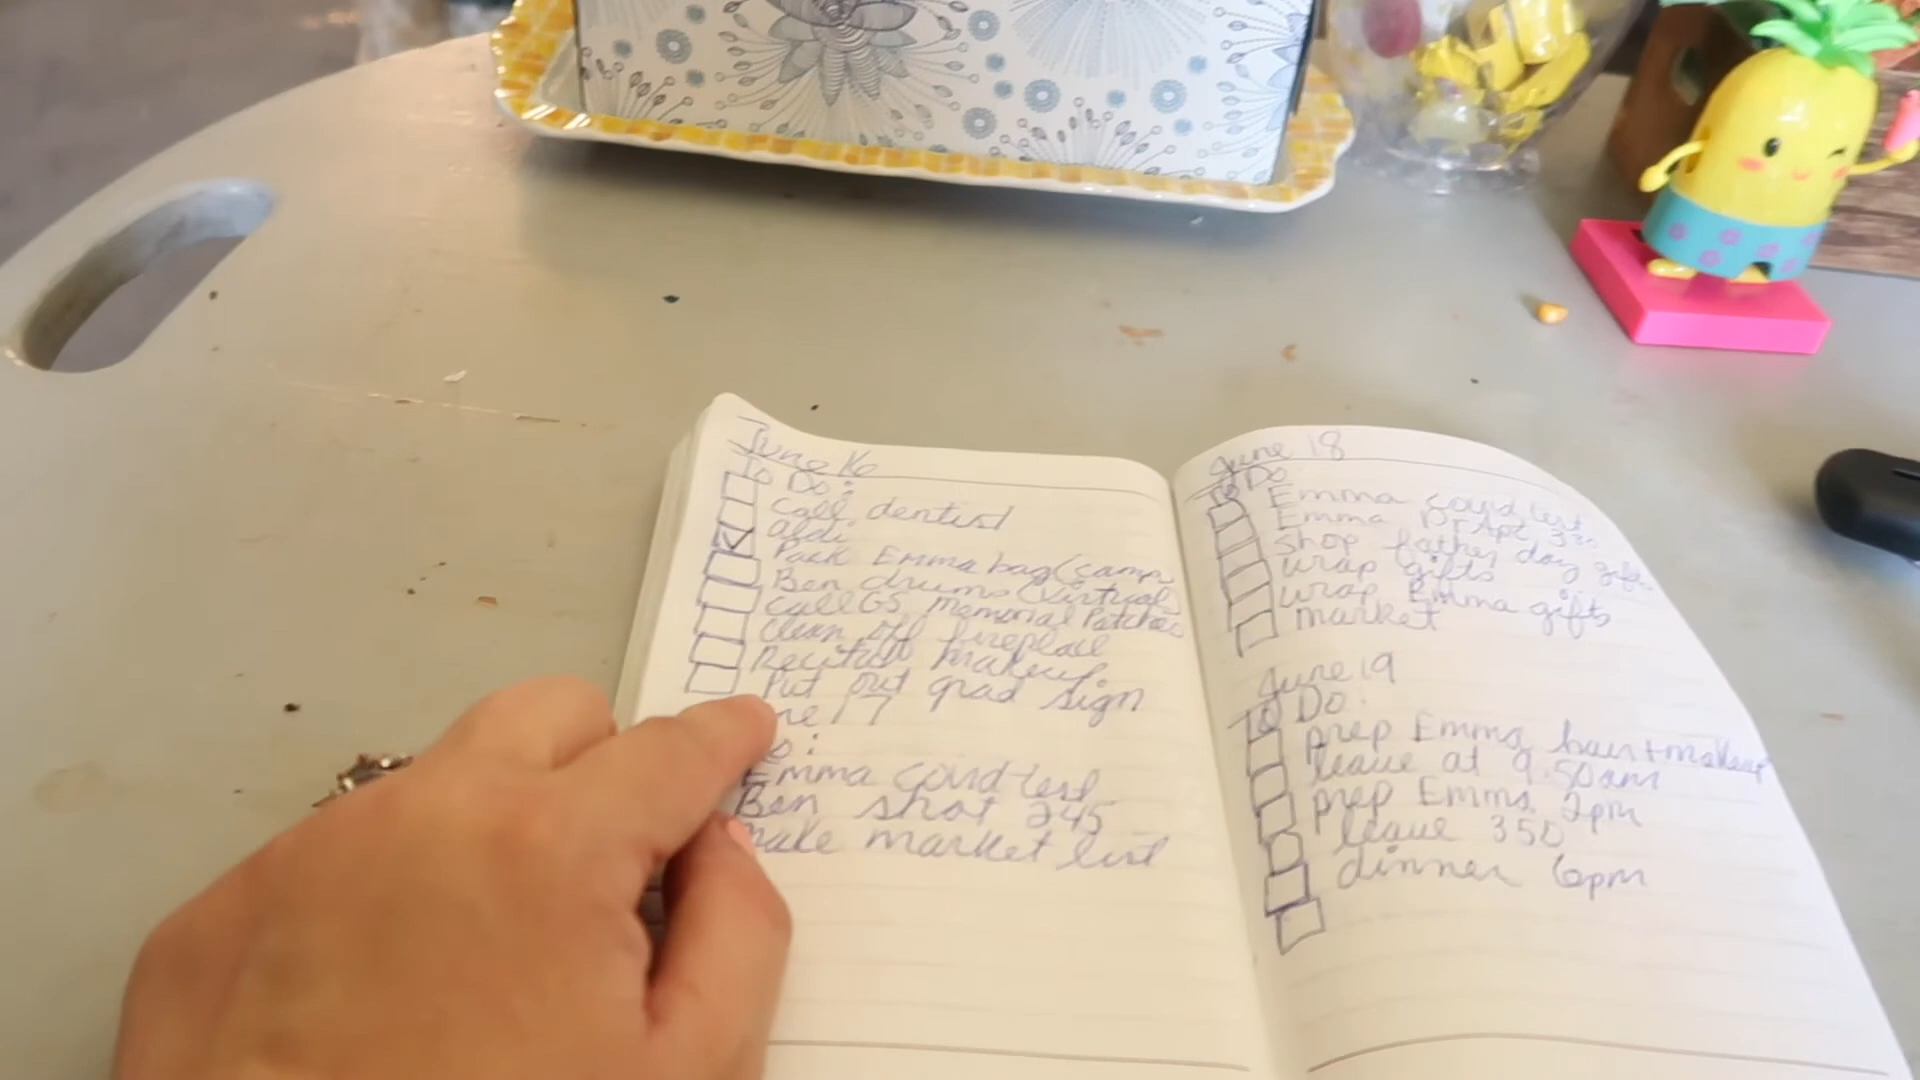 June 16
To Do:
Call dentist
Aldi
Pack Emma bag (camp
Ben drums (virtual
Call GS Memorial Patches
Clean off fireplace
Recital makeup
Put out grad sign
ne 17
o:
Emma covid test
Ben shot 245
make market list
June 18
To Do:
Emma covid test
Emma DF Apt 3
Shop father day gifts
wrap gifts
wrap Emma gifts
market
June 19
To Do:
prep Emma hair + makeup
leave at 9:50am
prep Emma 2pm
leave 350
dinner 6pm